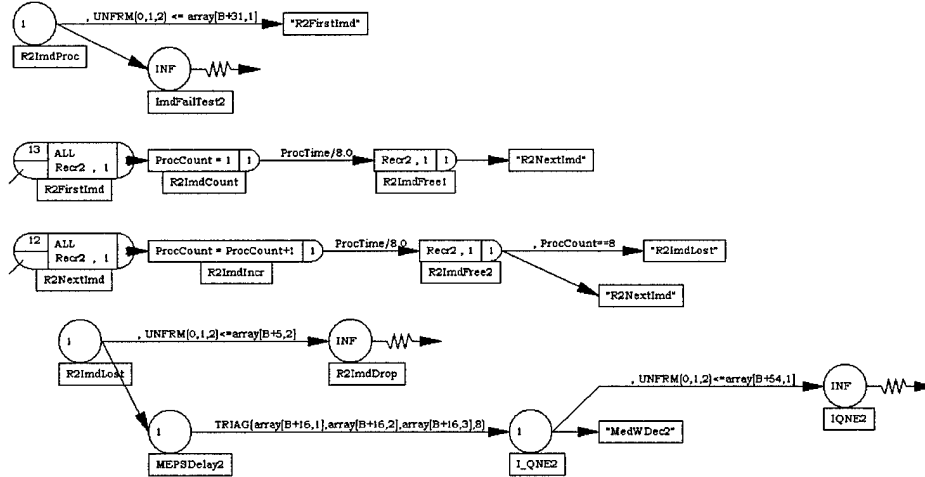 , UNFRM(0,1,2) <= array[B+31,1]
1
"R2FirstImd"
R2ImdProc
INF
ImdFailTest2
13
ALL
Recr2 , 1
ProcCount = 1
1
ProcTime/8.0
Recr2, 1
1
"R2NextImd"
R2FirstImd
R2ImdCount
R2ImdFree1
12
ALL
Recr2 , 1
ProcCount = ProcCount+1
1
ProcTime/8.0
Recr2, 1
1
, ProcCount==8
"R2ImdLost"
R2NextImd
R2ImdIncr
R2ImdFree2
"R2NextImd"
1
, UNFRM(0,1,2)<=array[B+5,2]
INF
R2ImdLost
R2ImdDrop
, UNFRM(0,1,2)<=array[B+54,1]
INF
IQNE2
1
TRIAG(array[B+16,1],array[B+16,2],array[B+16,3],8)
1
"MedWDec2"
MEPSDelay2
I_QNE2